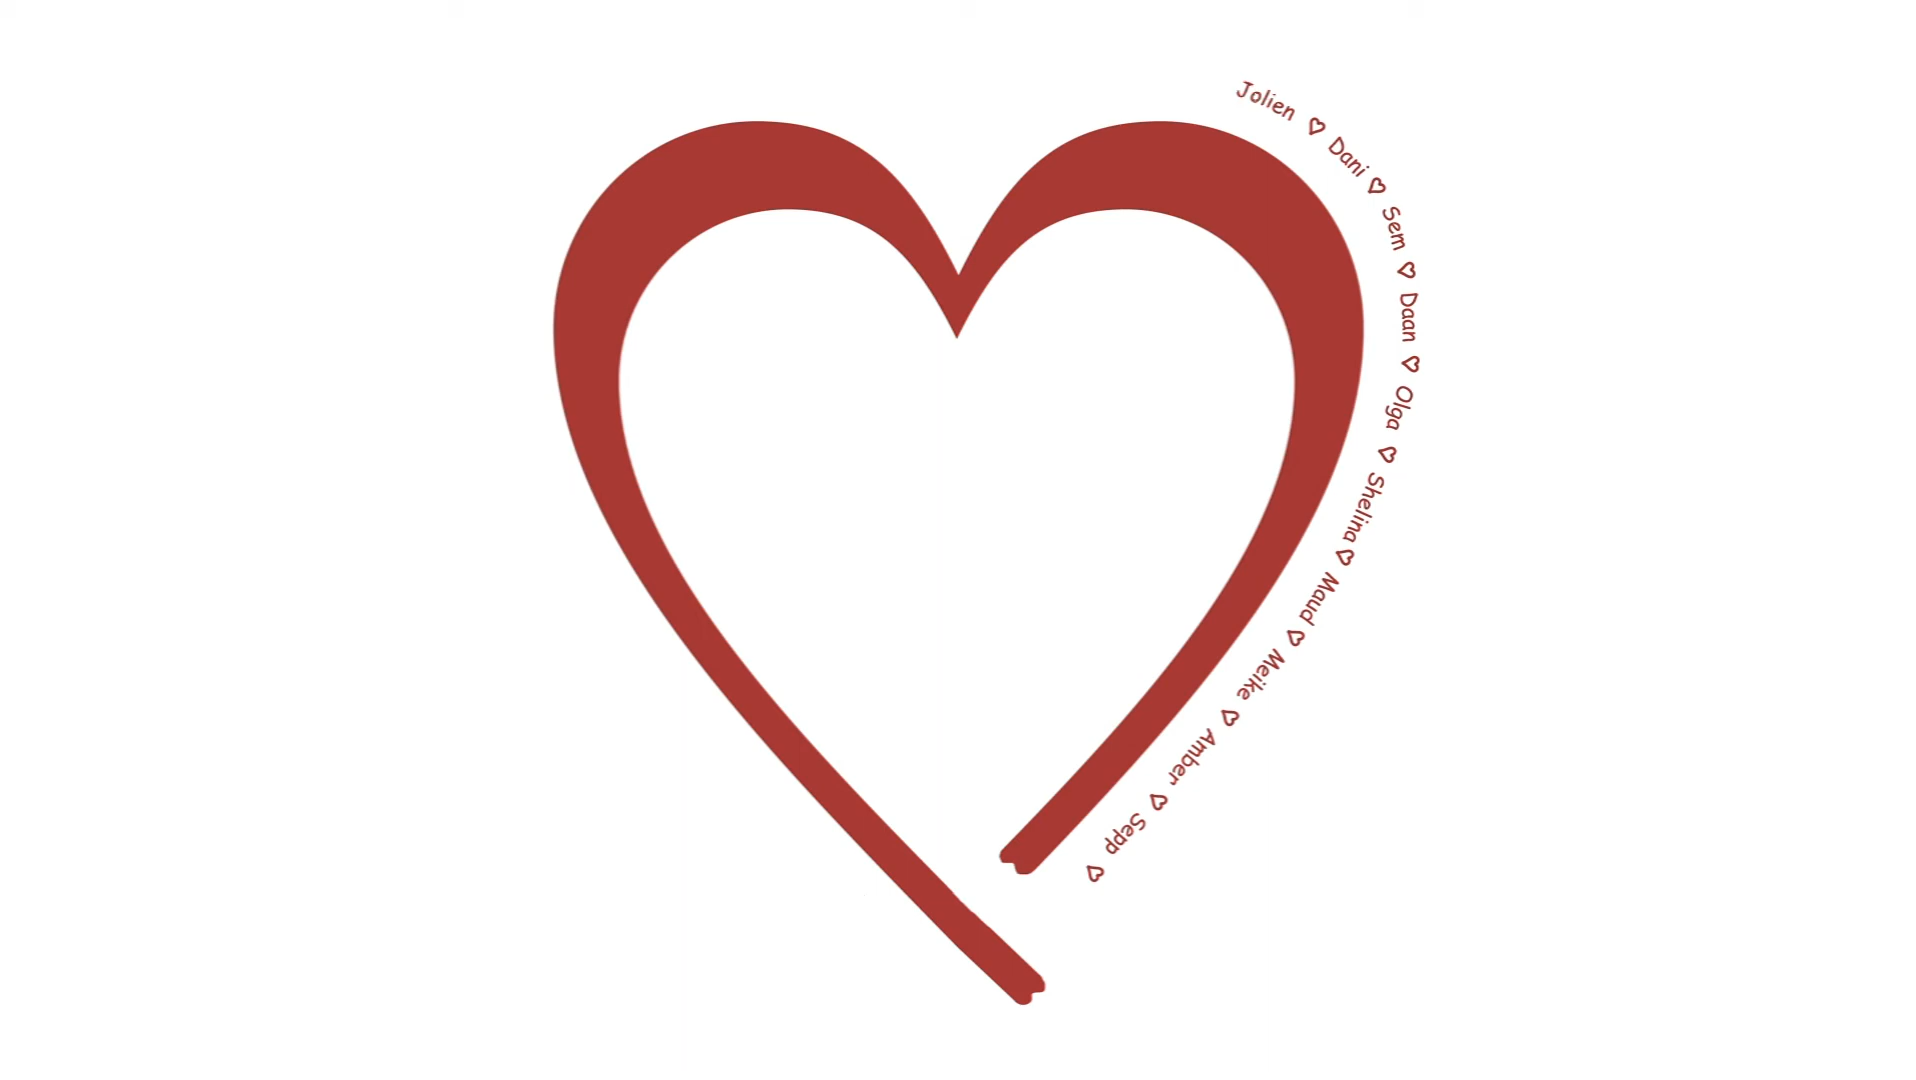 Jolien ♡ Dani ♡ Sem ♡ Daan ♡ Olga ♡ Shelina ♡ Maud ♡ Meike ♡ Amber ♡ Sepp ♡